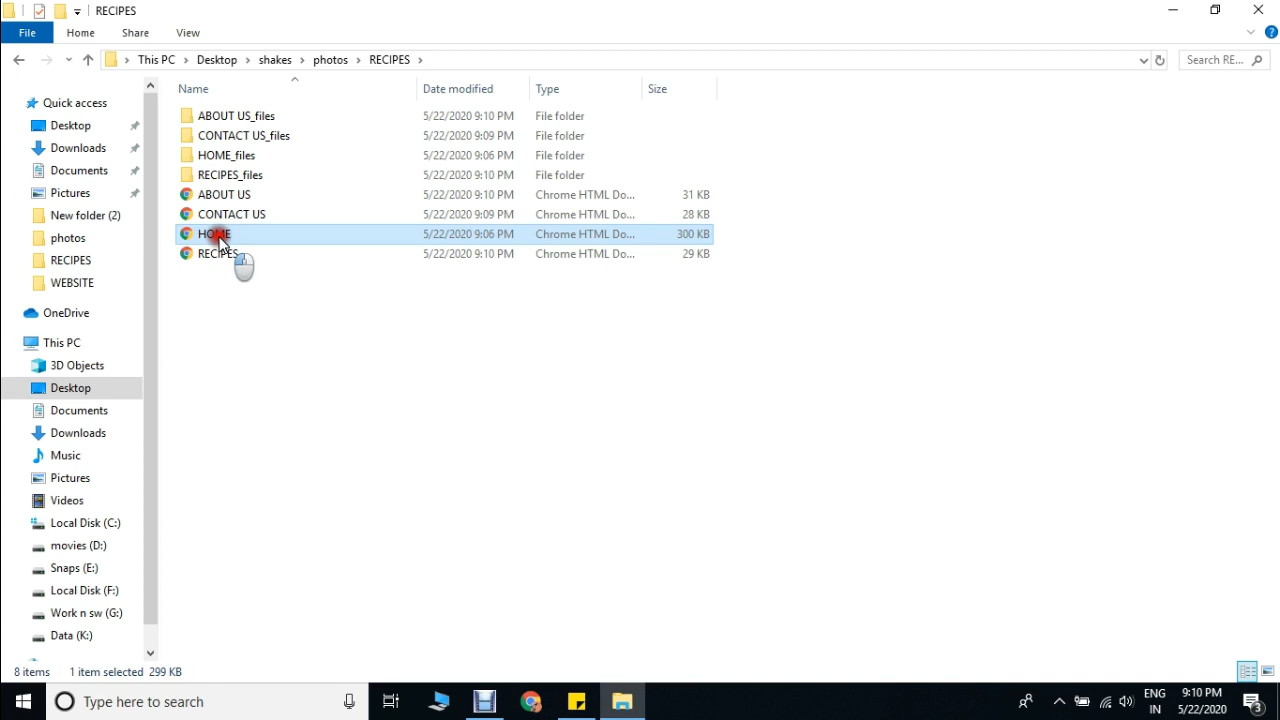 RECIPES
File Home Share View
This PC Desktop shakes photos RECIPES Search RE...
Name Date modified Type Size
Quick access
Desktop
Downloads
Documents
Pictures
New folder (2)
photos
RECIPES
WEBSITE
OneDrive
This PC
3D Objects
Desktop
Documents
Downloads
Music
Pictures
Videos
Local Disk (C:)
movies (D:)
Snaps (E:)
Local Disk (F:)
Work n sw (G:)
Data (K:)
ABOUT US_files 5/22/2020 9:10 PM File folder
CONTACT US_files 5/22/2020 9:09 PM File folder
HOME_files 5/22/2020 9:06 PM File folder
RECIPES_files 5/22/2020 9:10 PM File folder
ABOUT US 5/22/2020 9:10 PM Chrome HTML Do... 31 KB
CONTACT US 5/22/2020 9:09 PM Chrome HTML Do... 28 KB
HOME 5/22/2020 9:06 PM Chrome HTML Do... 300 KB
RECIPES 5/22/2020 9:10 PM Chrome HTML Do... 29 KB
8 items 1 item selected 299 KB
Type here to search
ENG 9:10 PM
IN 5/22/2020 3